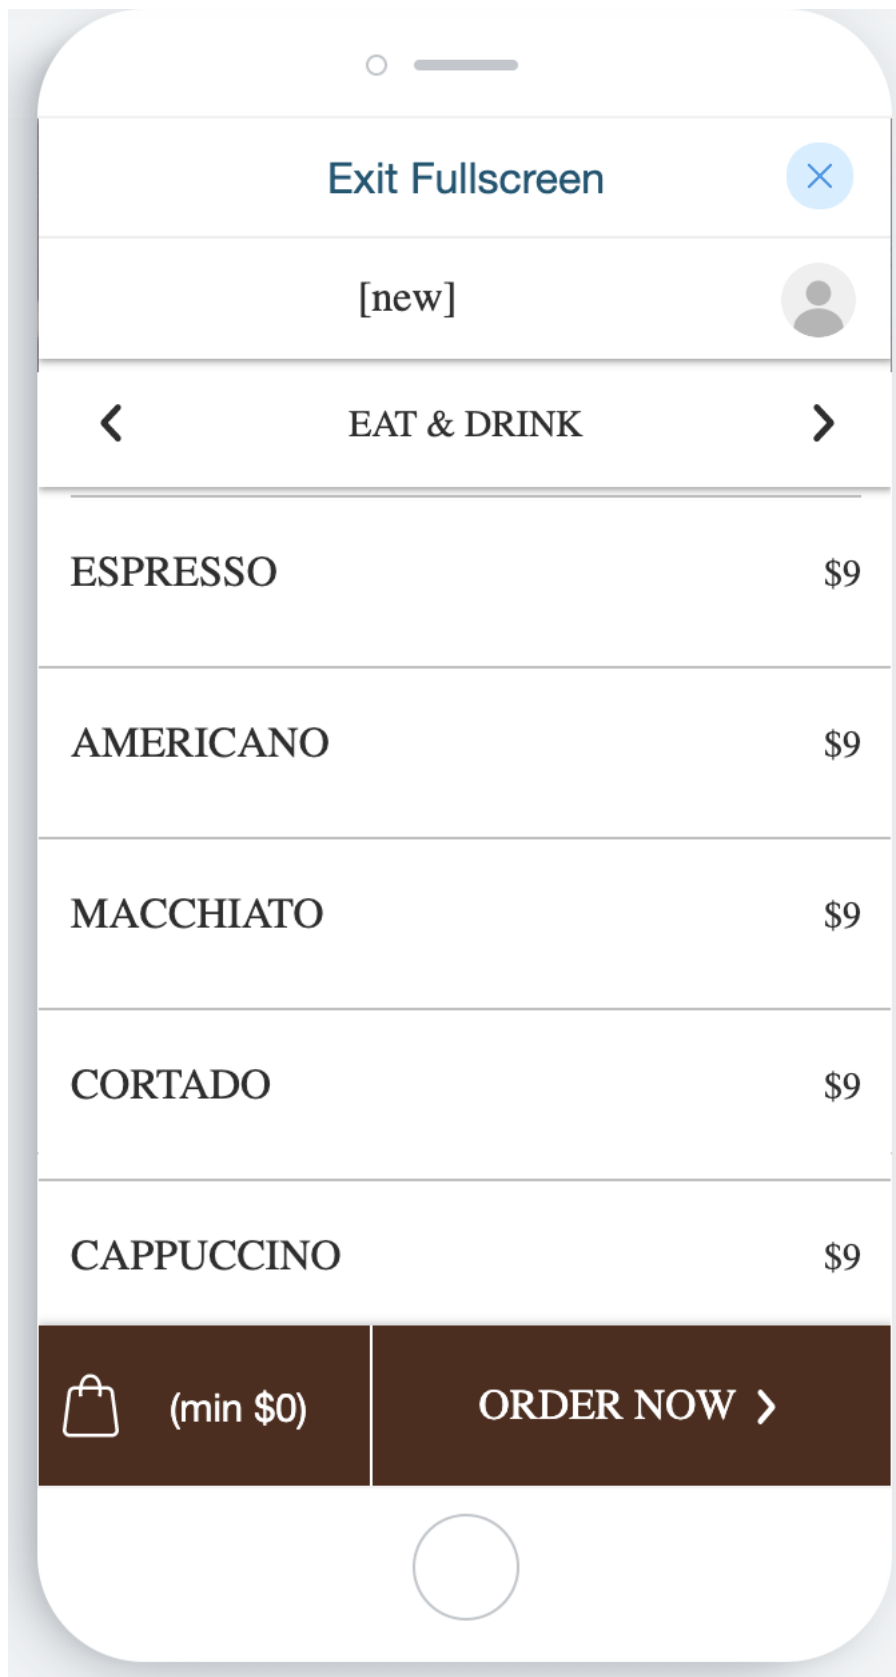 Exit Fullscreen
[new]
EAT & DRINK
ESPRESSO $9
AMERICANO $9
MACCHIATO $9
CORTADO $9
CAPPUCCINO $9
(min $0) ORDER NOW